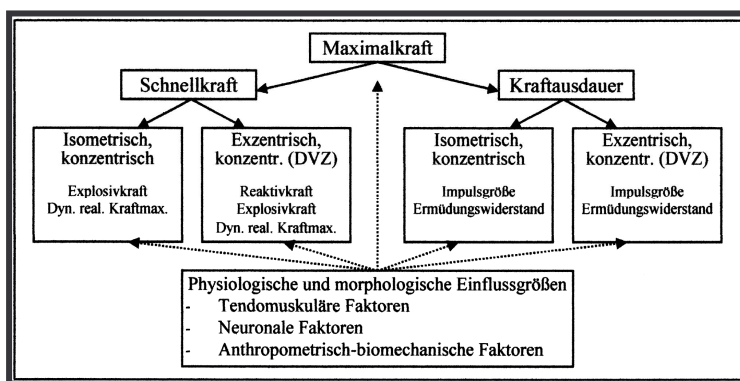 Maximalkraft
Schnellkraft
Kraftausdauer
Isometrisch,
konzentrisch
Explosivkraft
Dyn. real. Kraftmax.
Exzentrisch,
konzentr. (DVZ)
Reaktivkraft
Explosivkraft
Dyn. real. Kraftmax.
Isometrisch,
konzentrisch
Impulsgröße
Ermüdungswiderstand
Exzentrisch,
konzentr. (DVZ)
Impulsgröße
Ermüdungswiderstand
Physiologische und morphologische Einflussgrößen
- Tendomuskuläre Faktoren
- Neuronale Faktoren
- Anthropometrisch-biomechanische Faktoren